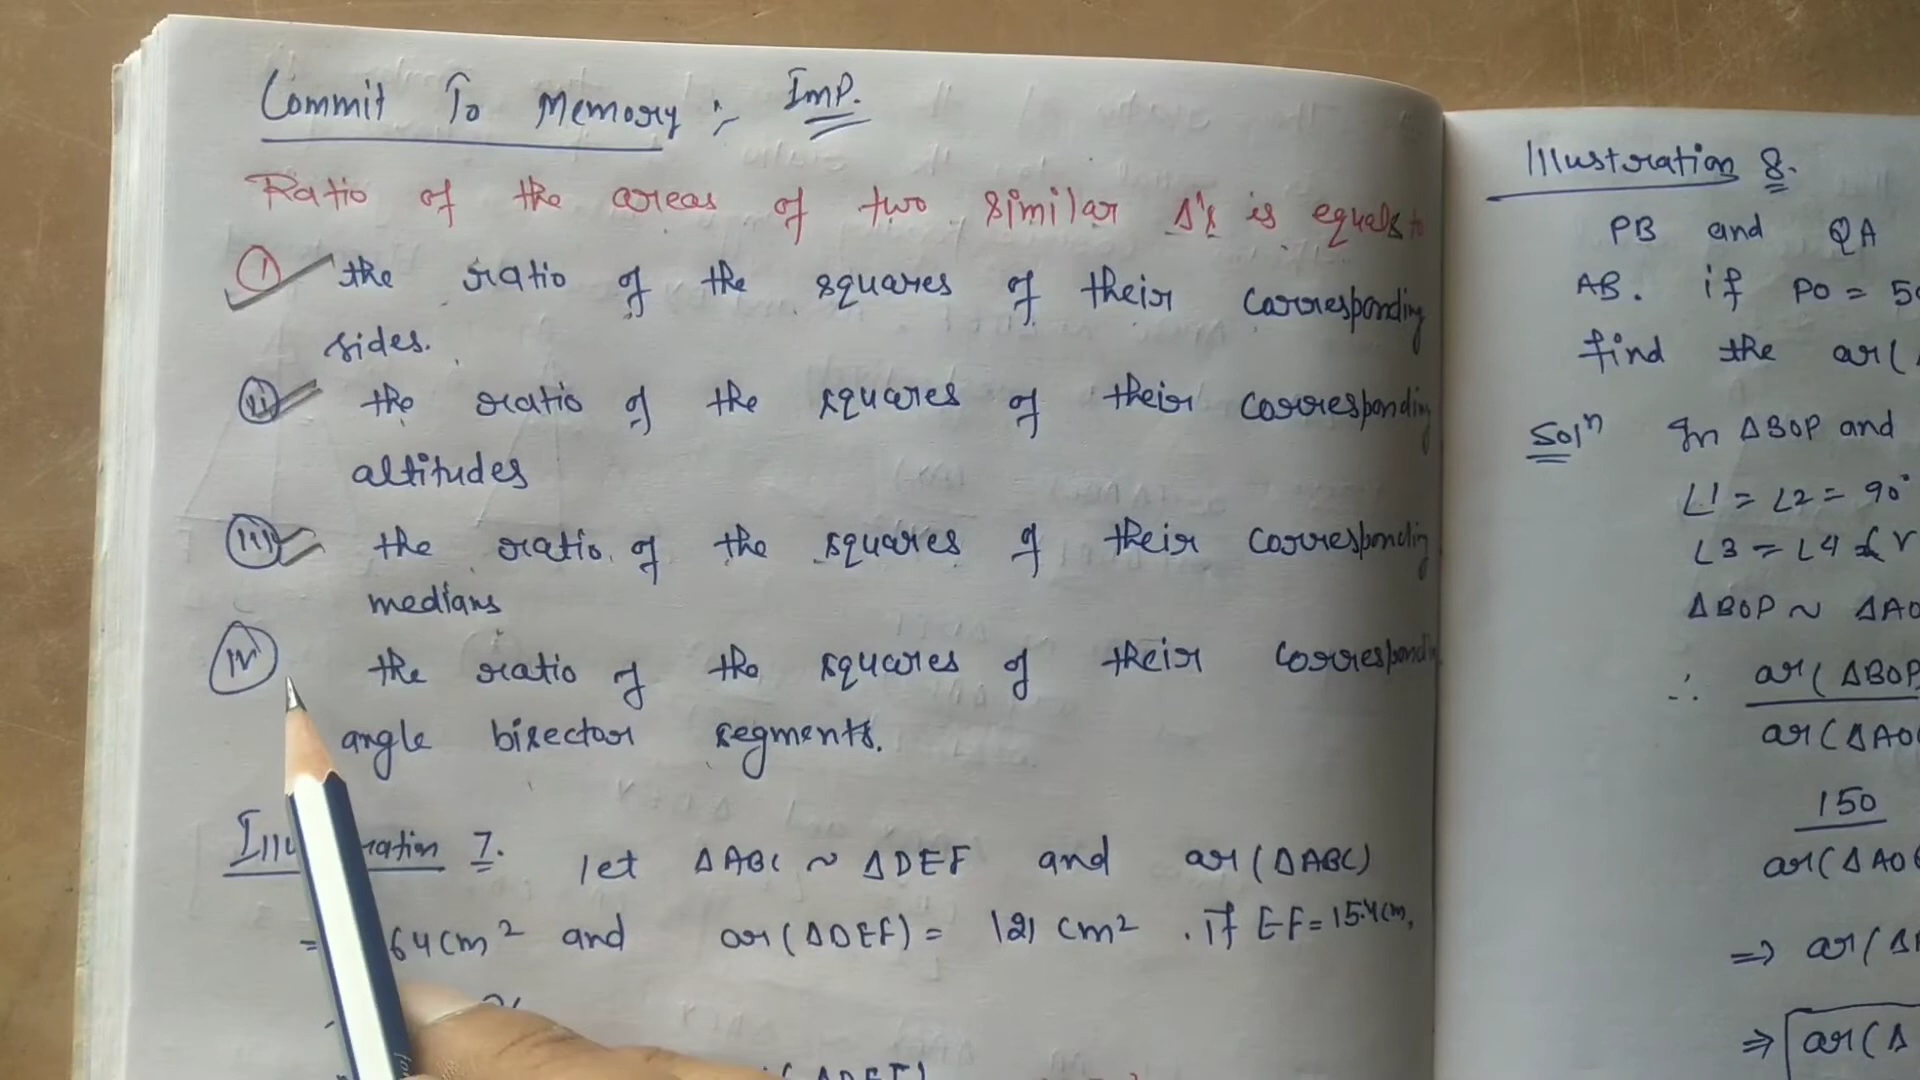 Commit To Memory :- Imp.
Ratio of the areas of two similar Δ's is equals to
(i) the ratio of the squares of their corresponding
sides.
(ii) the ratio of the squares of their corresponding
altitudes
(iii) the ratio of the squares of their corresponding
medians
(iv) the ratio of the squares of their correspondi
angle bisector segments.
Illustration 7. let ΔABC ~ ΔDEF and ar(ΔABC)
= 64cm² and ar(ΔDEF) = 121 cm². if EF = 15.4cm,
Illustration 8.
PB and QA
AB. if PO = 5
find the ar(
Solⁿ In ΔBOP and
∠1 = ∠2 = 90°
∠3 = ∠4
ΔBOP ~ ΔAO
∴ ar(ΔBOP
ar(ΔAO
150
ar(ΔAO
=> ar(Δ
=> ar(Δ